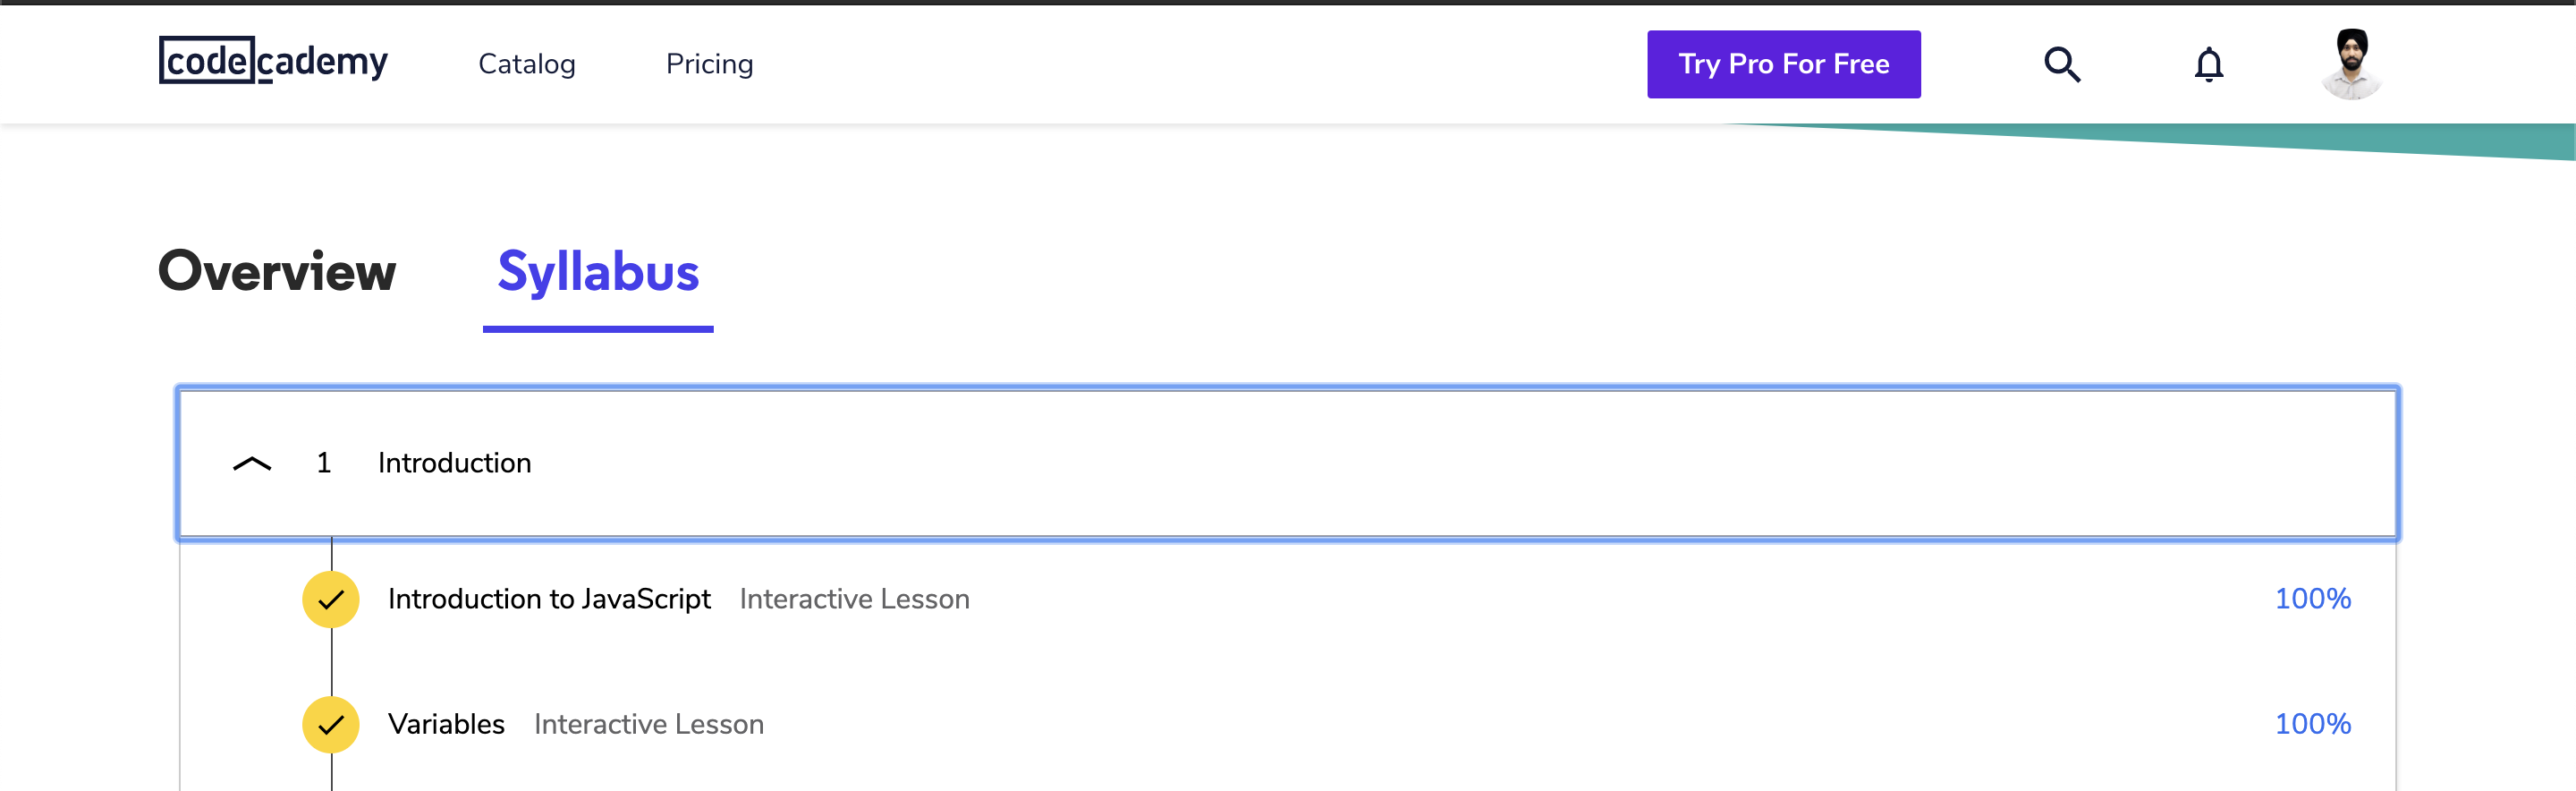 codecademy Catalog Pricing Try Pro For Free
Overview Syllabus
1 Introduction
Introduction to JavaScript Interactive Lesson 100%
Variables Interactive Lesson 100%